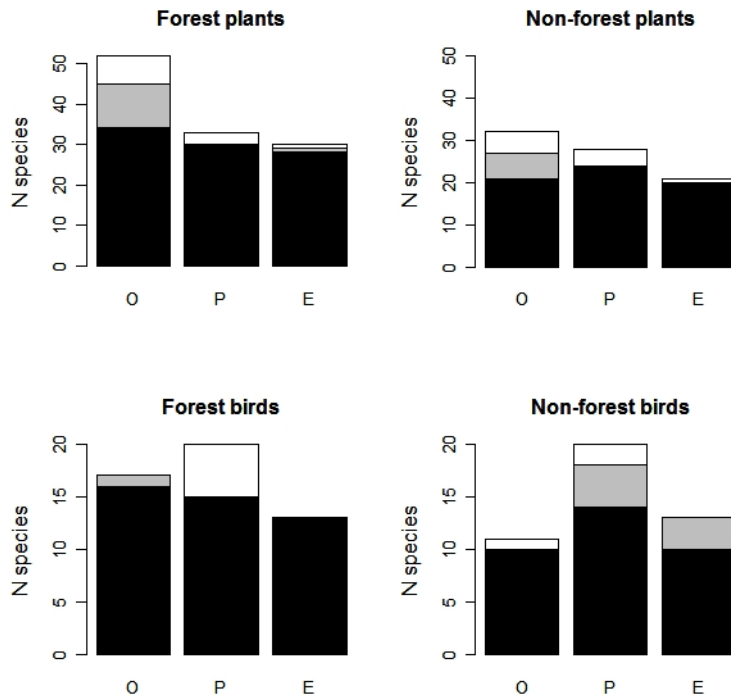 Forest plants
N species
0
10
20
30
40
50
O P E
Non-forest plants
N species
0
10
20
30
40
50
O P E
Forest birds
N species
0
5
10
15
20
O P E
Non-forest birds
N species
0
5
10
15
20
O P E